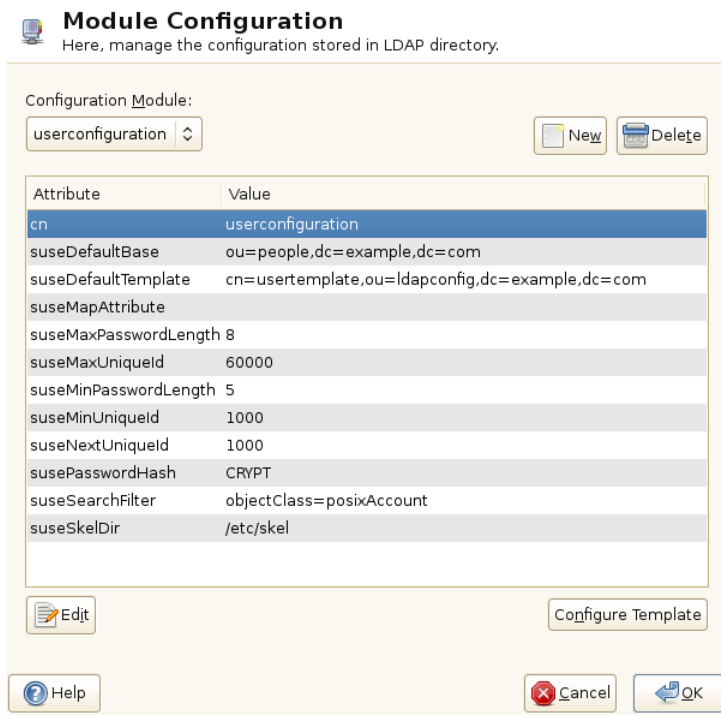 Module Configuration
Here, manage the configuration stored in LDAP directory.
Configuration Module:
userconfiguration New Delete
Attribute Value
cn userconfiguration
suseDefaultBase ou=people,dc=example,dc=com
suseDefaultTemplate cn=usertemplate,ou=ldapconfig,dc=example,dc=com
suseMapAttribute
suseMaxPasswordLength 8
suseMaxUniqueId 60000
suseMinPasswordLength 5
suseMinUniqueId 1000
suseNextUniqueId 1000
susePasswordHash CRYPT
suseSearchFilter objectClass=posixAccount
suseSkelDir /etc/skel
Edit Configure Template
Help Cancel OK